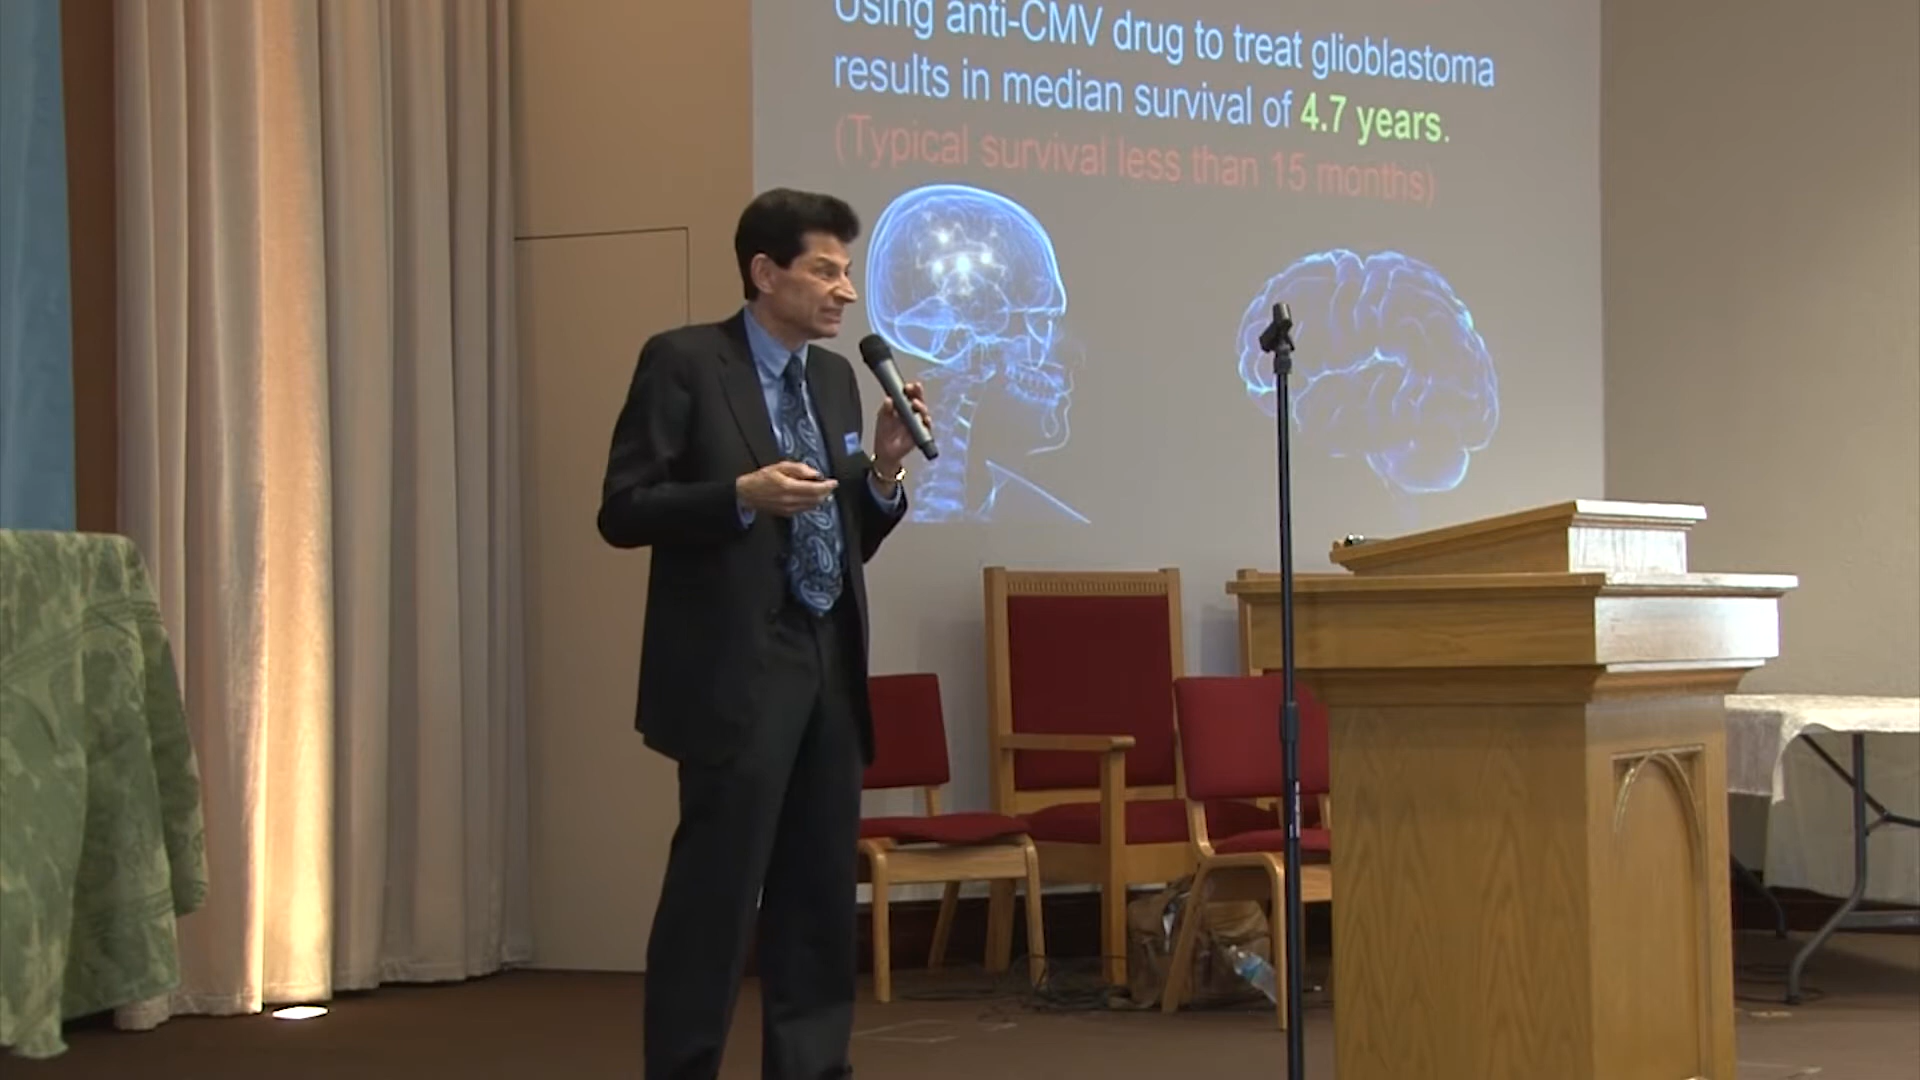 Using anti-CMV drug to treat glioblastoma
results in median survival of 4.7 years.
(Typical survival less than 15 months)